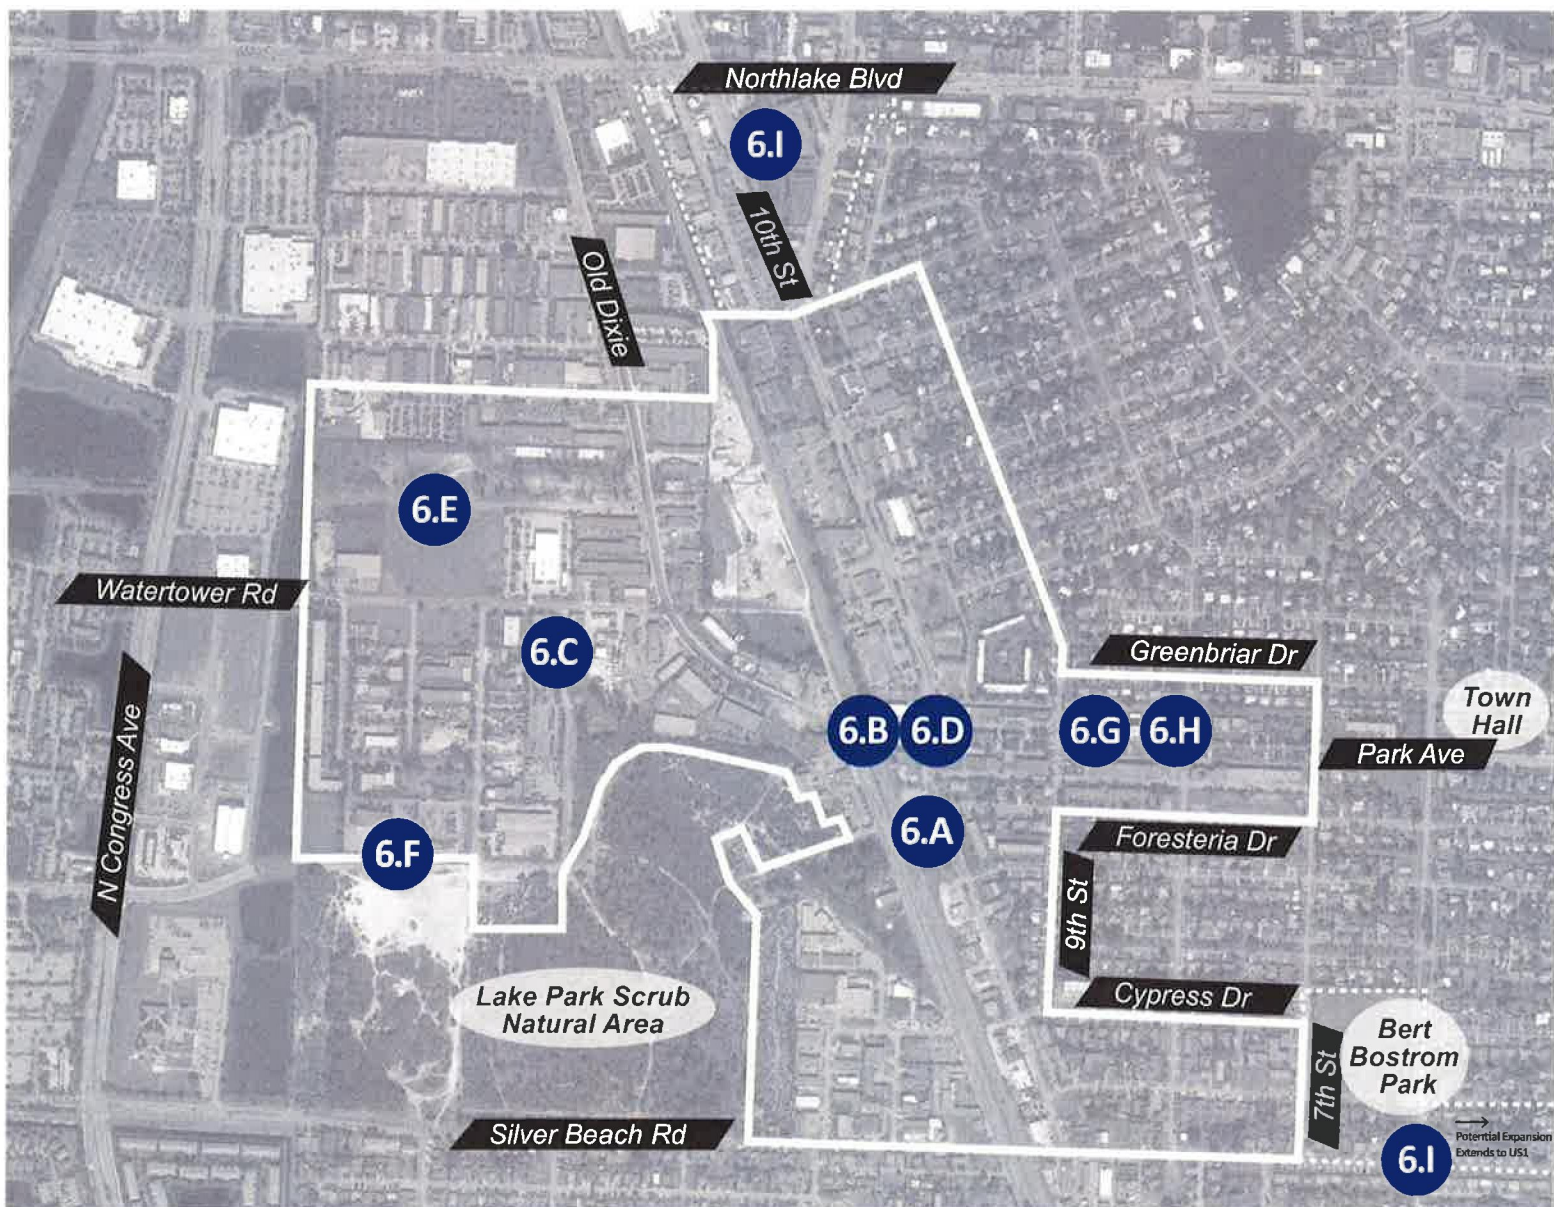 Northlake Blvd
6.I
10th St
Old Dixie
6.E
Watertower Rd
6.C
Greenbriar Dr
N Congress Ave
6.B
6.D
6.G
6.H
Town
Hall
Park Ave
6.A
Foresteria Dr
6.F
9th St
Lake Park Scrub
Natural Area
Cypress Dr
Bert
Bostrom
Park
7th St
Silver Beach Rd
6.I
Potential Expansion
Extends to US1